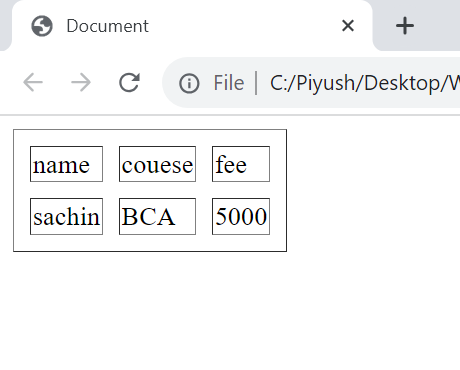 Document
File | C:/Piyush/Desktop/W
name couese fee
sachin BCA 5000